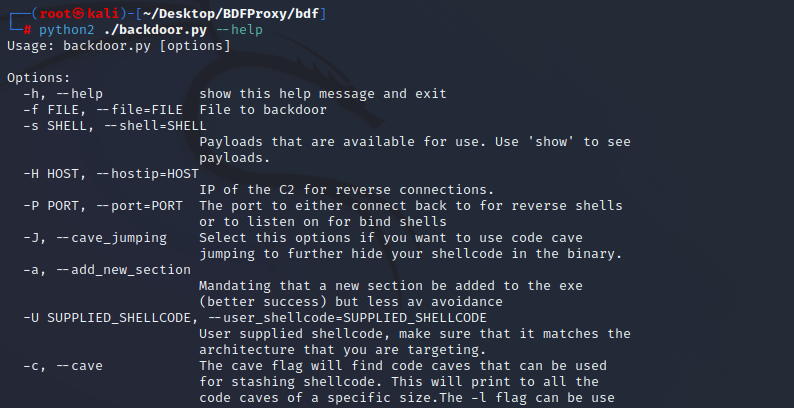 ┌──(root㉿kali)-[~/Desktop/BDFProxy/bdf]
└─# python2 ./backdoor.py --help
Usage: backdoor.py [options]
Options:
-h, --help show this help message and exit
-f FILE, --file=FILE File to backdoor
-s SHELL, --shell=SHELL
Payloads that are available for use. Use 'show' to see
payloads.
-H HOST, --hostip=HOST
IP of the C2 for reverse connections.
-P PORT, --port=PORT The port to either connect back to for reverse shells
or to listen on for bind shells
-J, --cave_jumping Select this options if you want to use code cave
jumping to further hide your shellcode in the binary.
-a, --add_new_section
Mandating that a new section be added to the exe
(better success) but less av avoidance
-U SUPPLIED_SHELLCODE, --user_shellcode=SUPPLIED_SHELLCODE
User supplied shellcode, make sure that it matches the
architecture that you are targeting.
-c, --cave The cave flag will find code caves that can be used
for stashing shellcode. This will print to all the
code caves of a specific size.The -l flag can be use